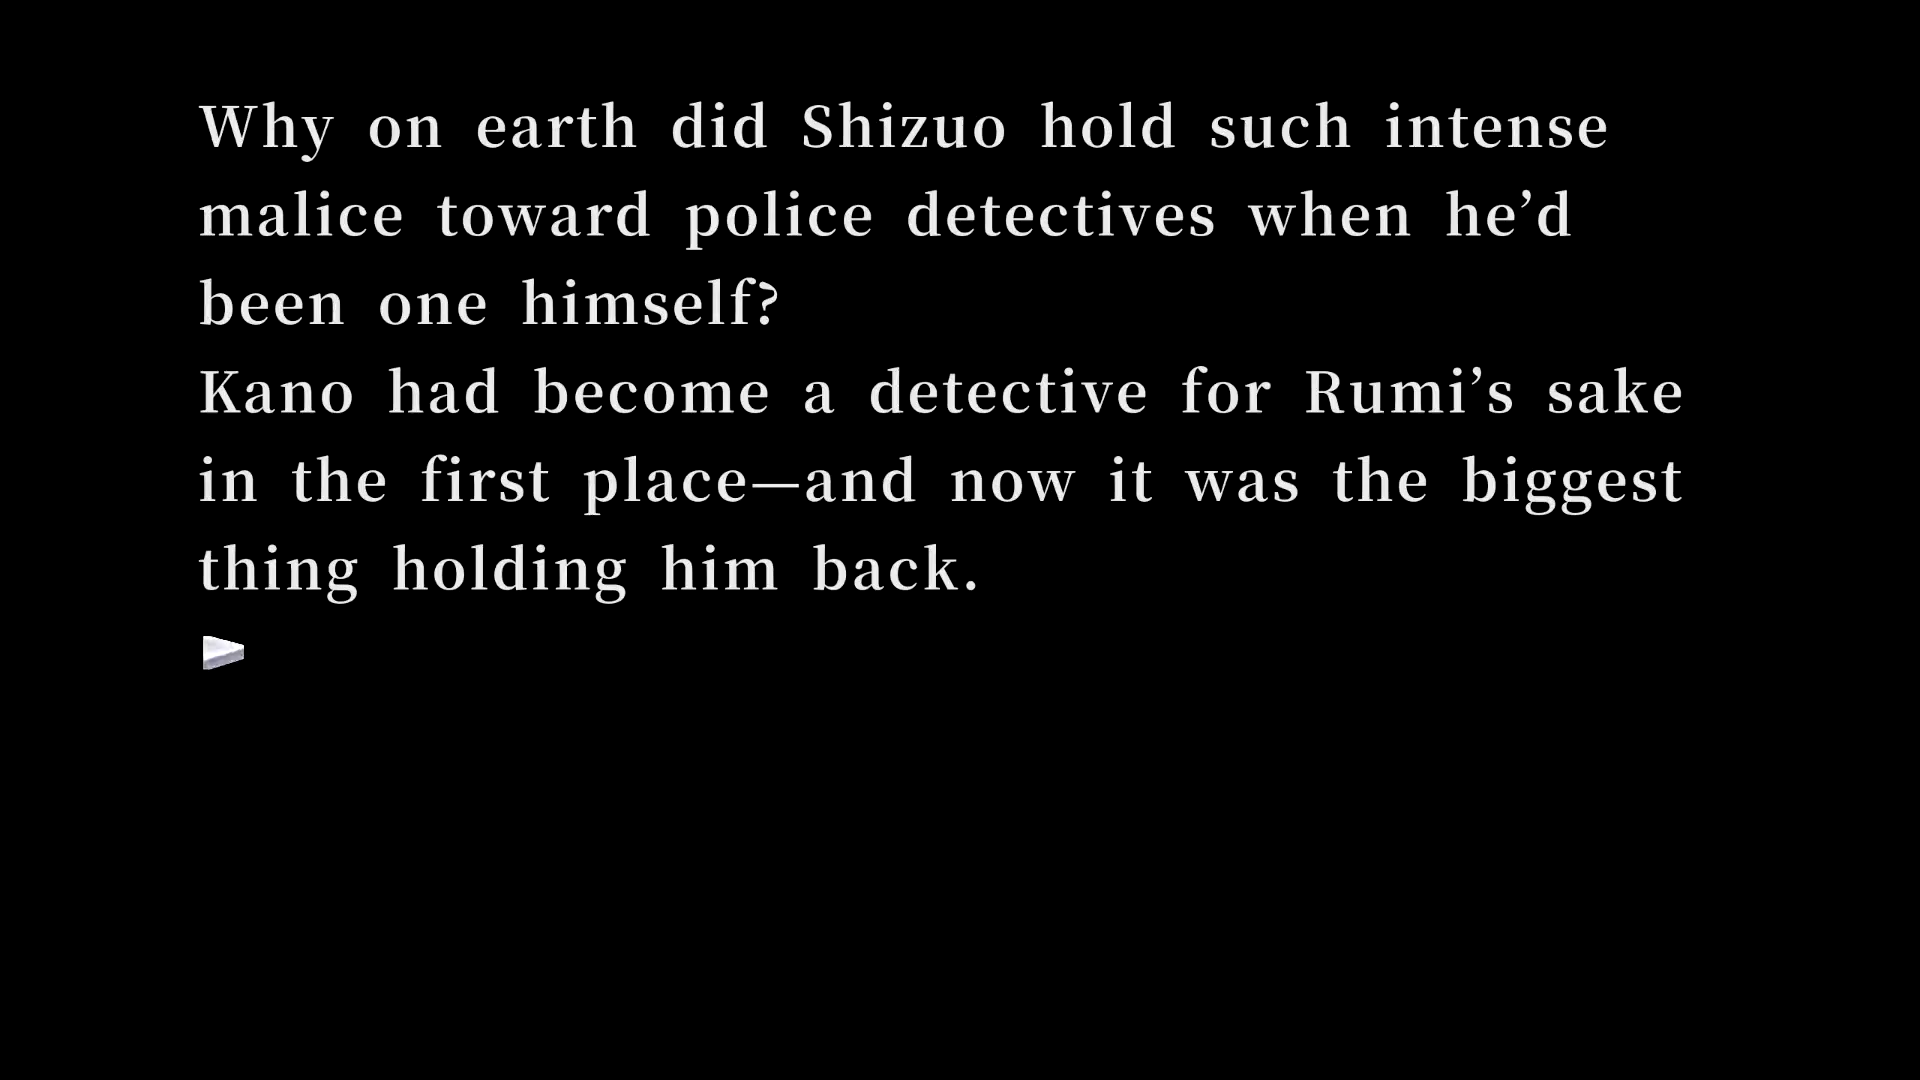 Why on earth did Shizuo hold such intense
malice toward police detectives when he’d
been one himself?
Kano had become a detective for Rumi’s sake
in the first place—and now it was the biggest
thing holding him back.